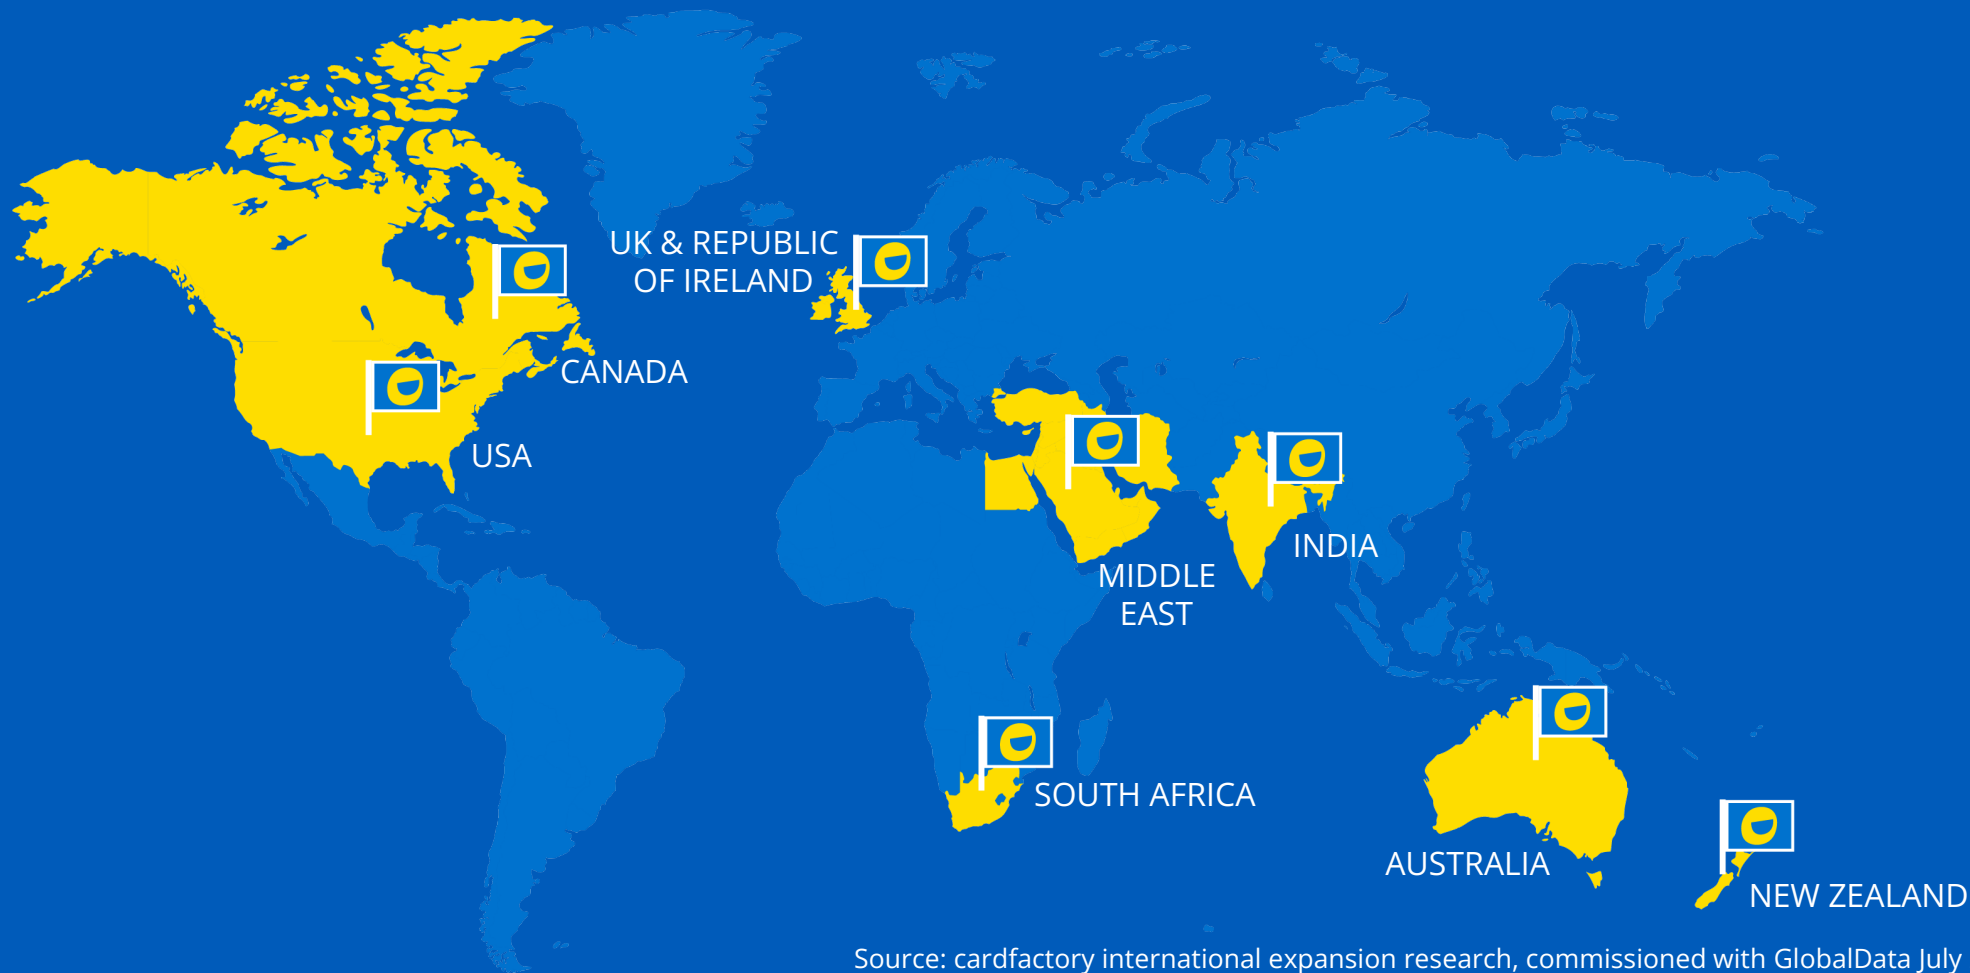 UK & REPUBLIC
OF IRELAND
CANADA
USA
INDIA
MIDDLE
EAST
SOUTH AFRICA
AUSTRALIA
NEW ZEALAND
Source: cardfactory international expansion research, commissioned with GlobalData July